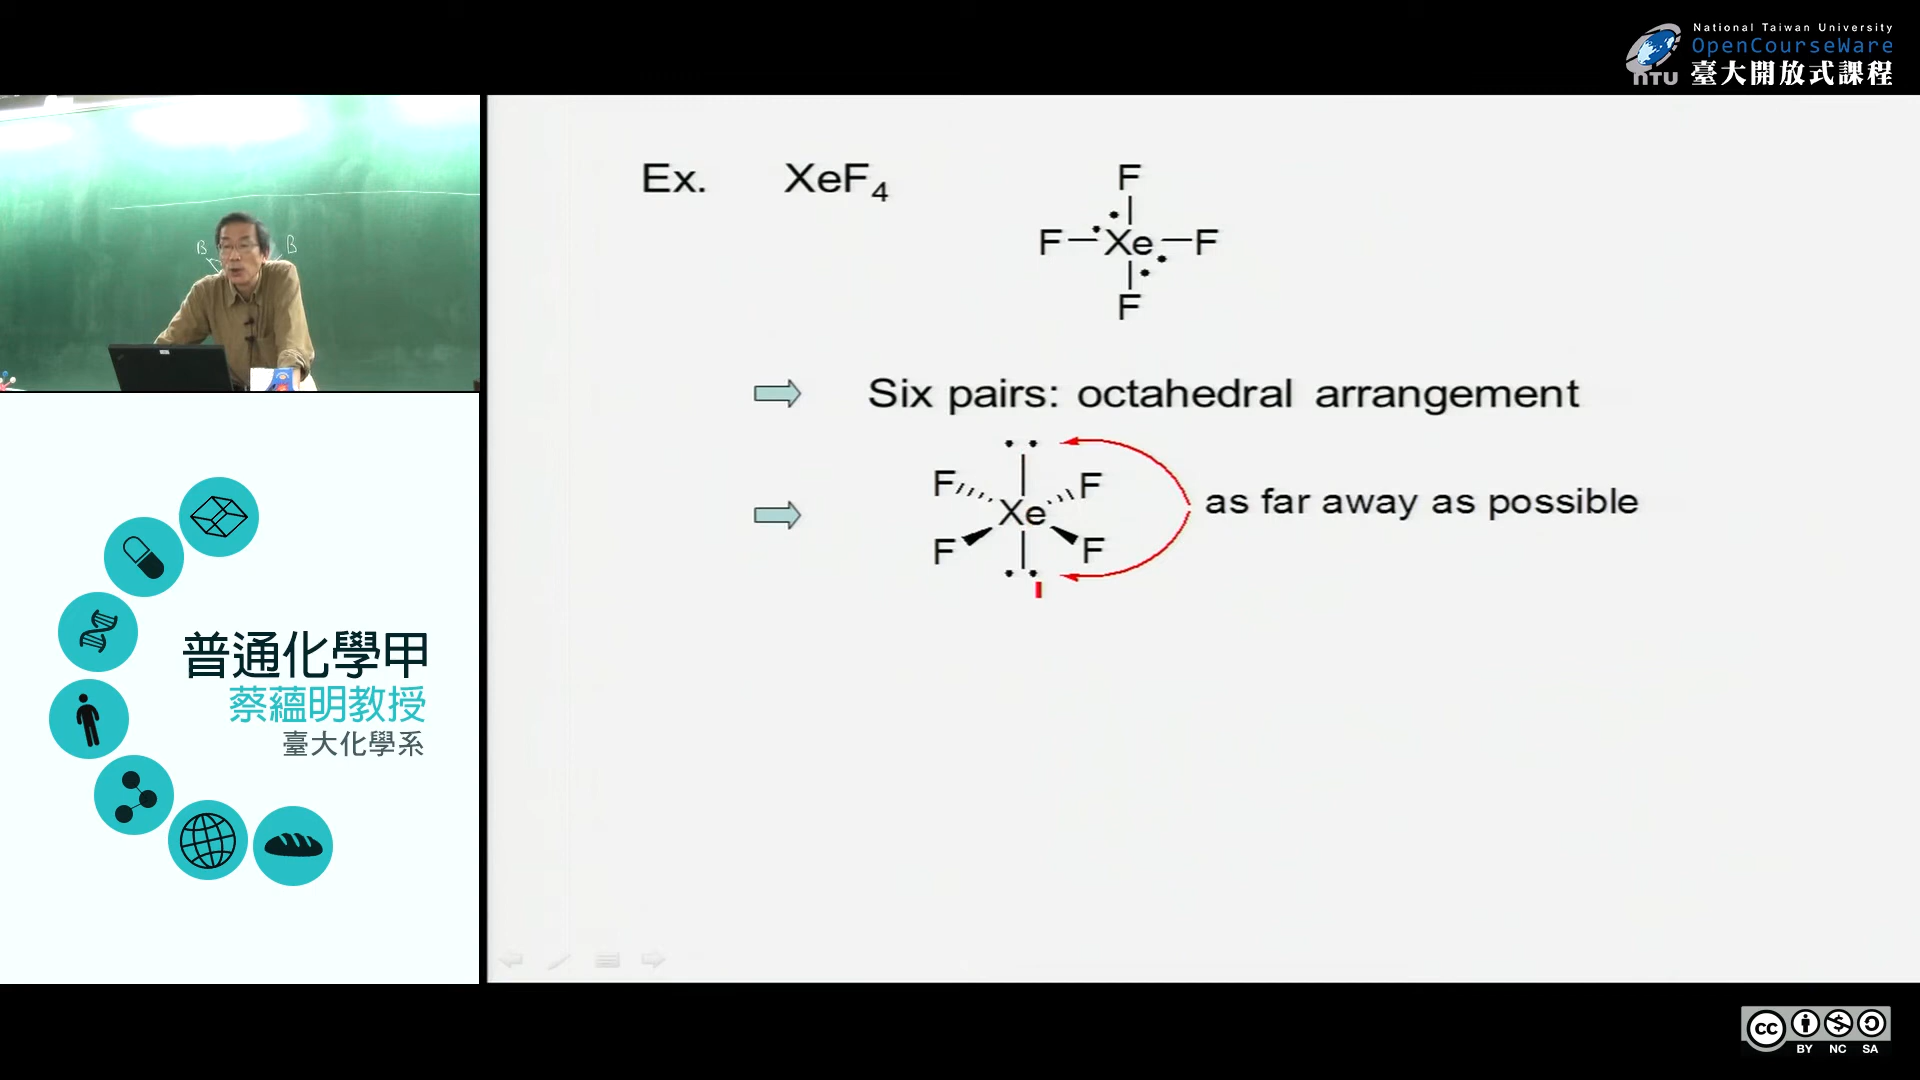 National Taiwan University
OpenCourseWare
NTU 臺大開放式課程
Ex. XeF4
F
F Xe F
F
B B
Six pairs: octahedral arrangement
F F
Xe
F F
as far away as possible
普通化學甲
蔡蘊明教授
臺大化學系
cc
BY NC SA